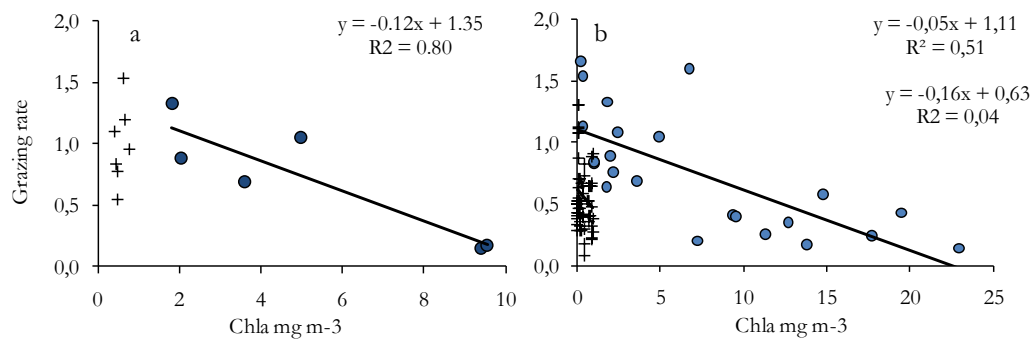 a
y = -0.12x + 1.35
R2 = 0.80
2,0
1,5
1,0
0,5
0,0
Grazing rate
0
2
4
6
8
10
Chla mg m-3
b
y = -0,05x + 1,11
R² = 0,51
y = -0,16x + 0,63
R2 = 0,04
2,0
1,5
1,0
0,5
0,0
0
5
10
15
20
25
Chla mg m-3